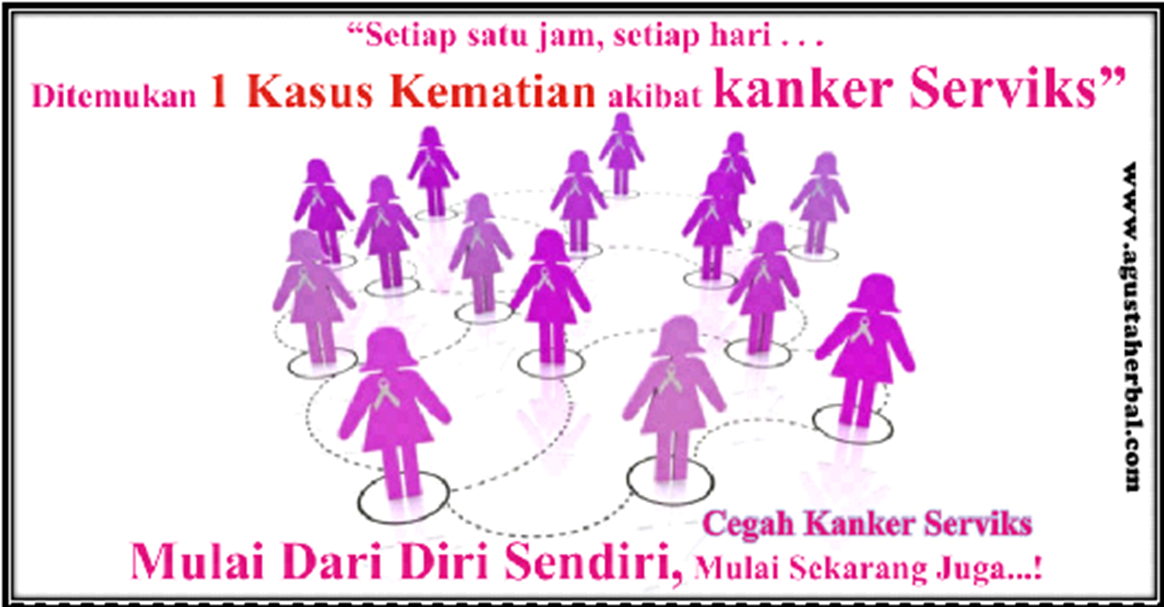 “Setiap satu jam, setiap hari . . .
Ditemukan 1 Kasus Kematian akibat kanker Serviks”
www.agustaherbal.com
Cegah Kanker Serviks
Mulai Dari Diri Sendiri, Mulai Sekarang Juga...!